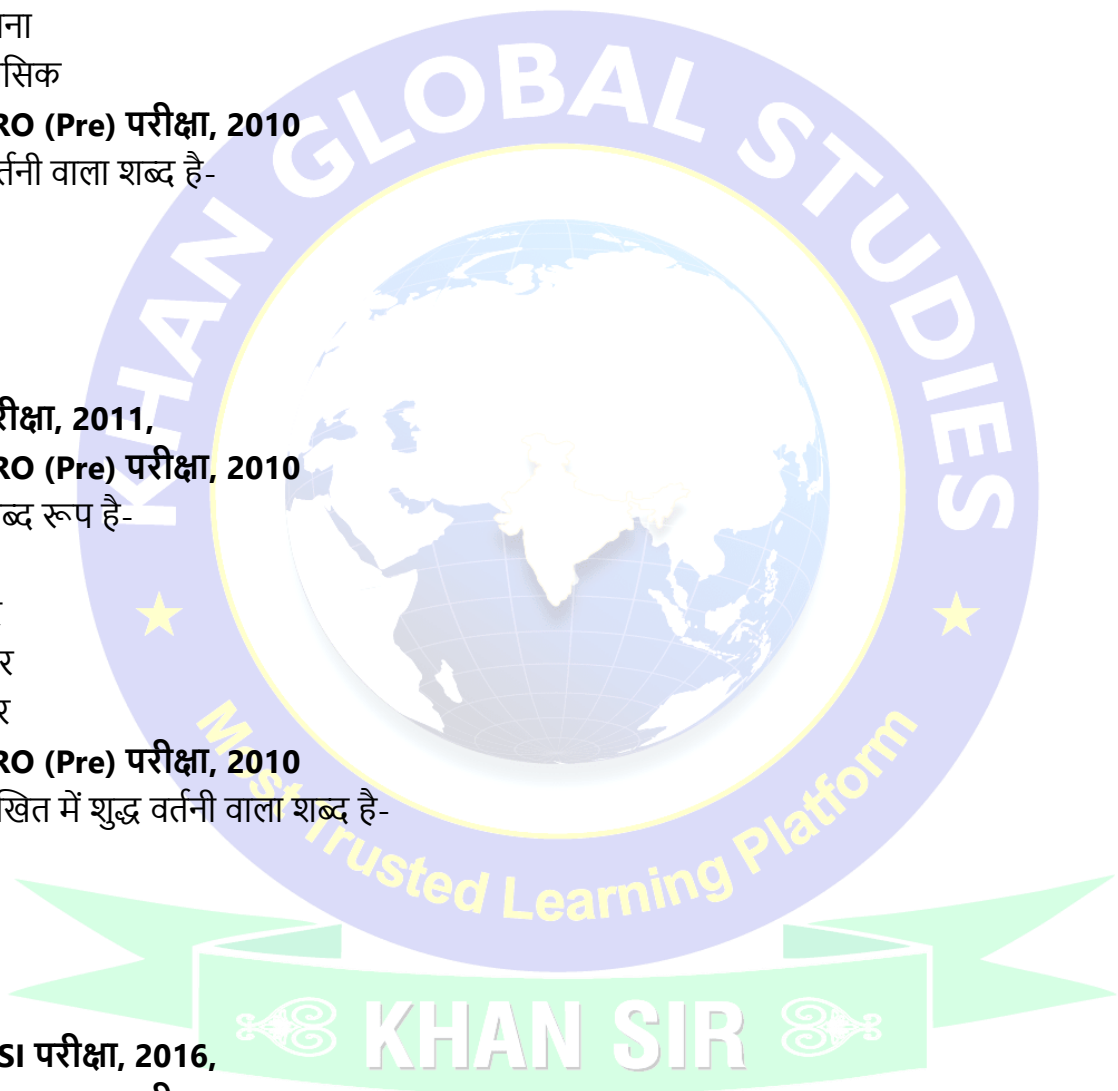 ना
सिक
RO (Pre) परीक्षा, 2010
र्तनी वाला शब्द है-
रीक्षा, 2011,
RO (Pre) परीक्षा, 2010
ब्द रूप है-
र
र
RO (Pre) परीक्षा, 2010
खित में शुद्ध वर्तनी वाला शब्द है-
SI परीक्षा, 2016,
KHAN GLOBAL STUDIES
Most Trusted Learning Platform
KHAN SIR